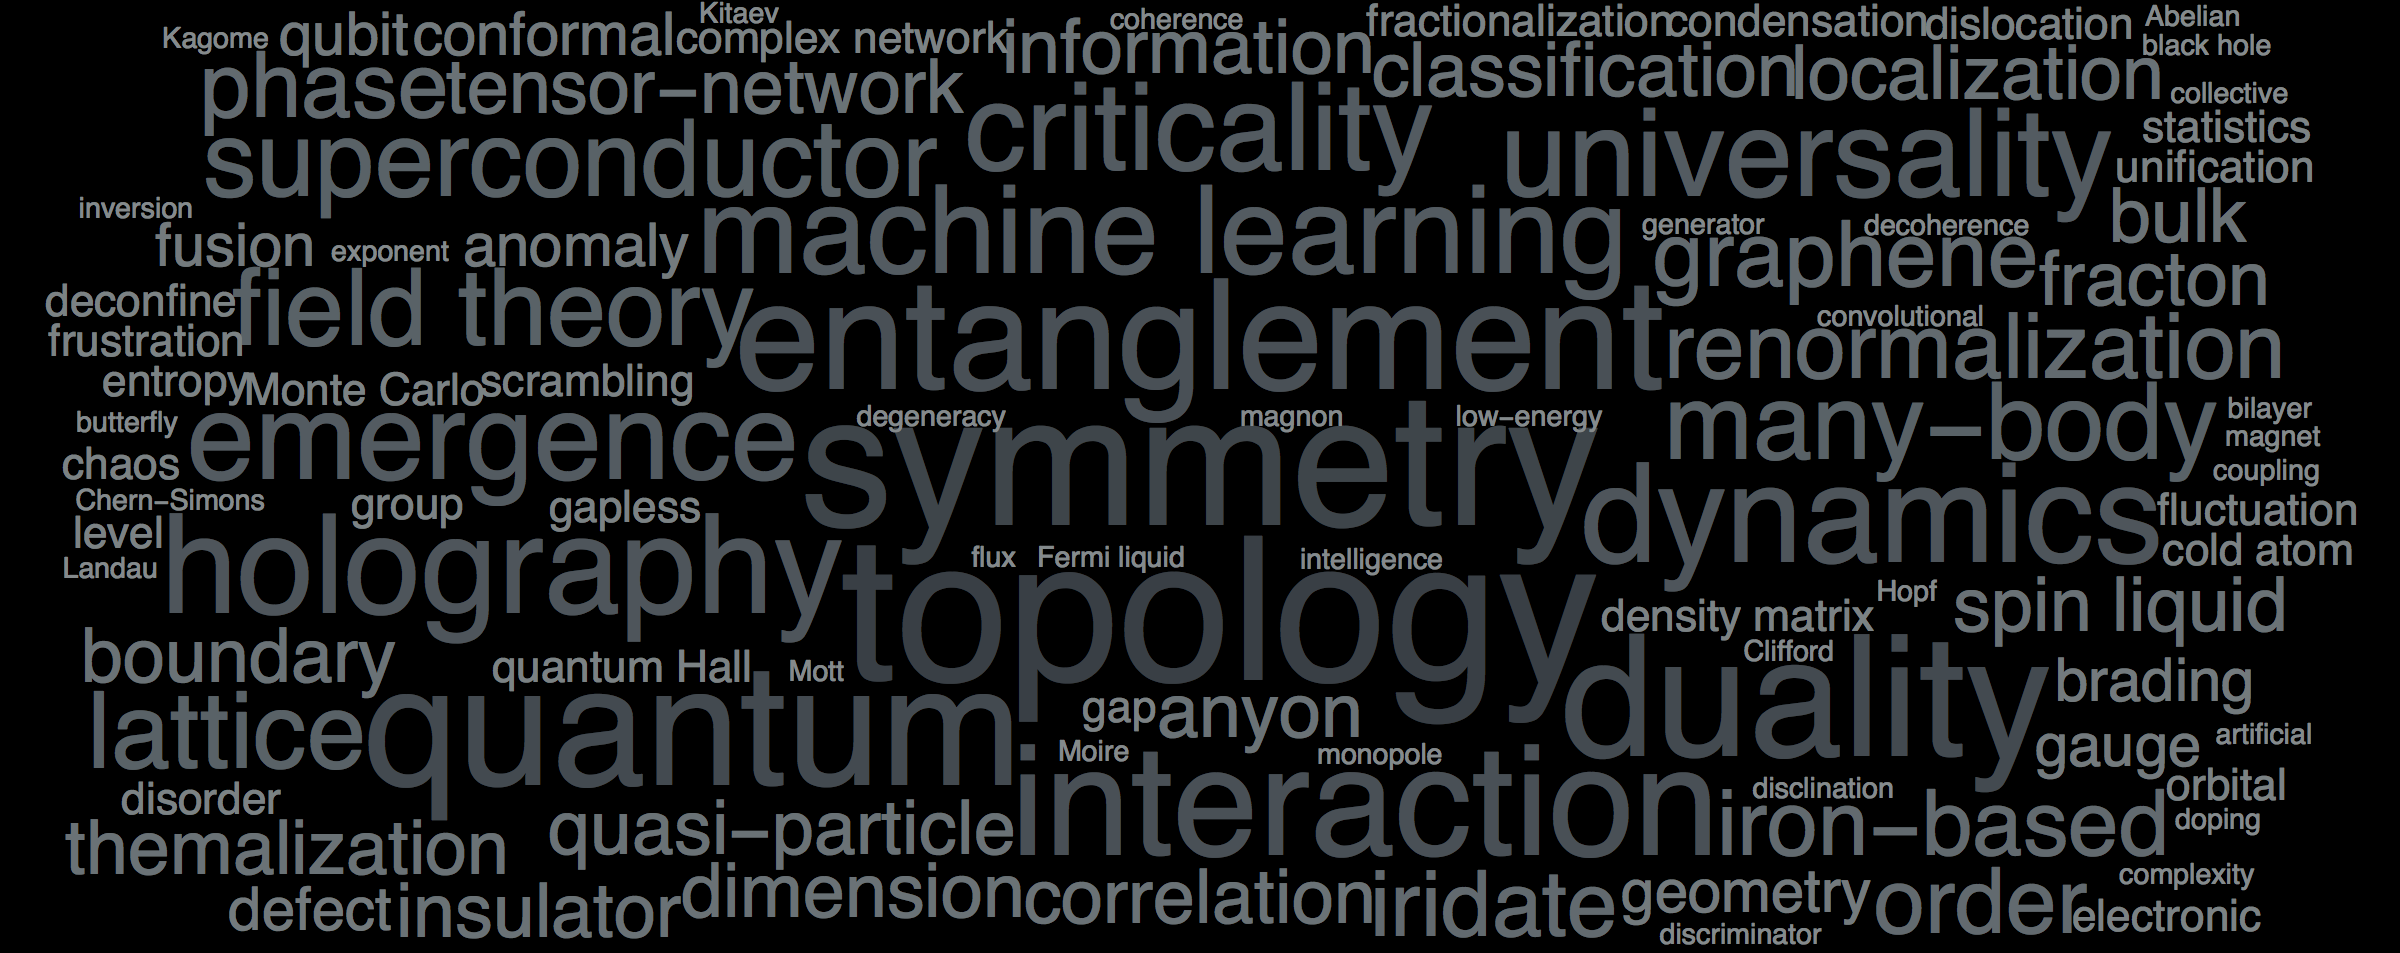 Kagome qubit conformal Kitaev complex network information coherence fractionalization condensation dislocation Abelian
black hole
phase tensor-network criticality classification localization collective
superconductor universality statistics
unification
inversion machine learning bulk
fusion exponent anomaly generator graphene decoherence fracton
deconfine field theory entanglement convolutional
frustration renormalization
entropy Monte Carlo scrambling
butterfly emergence degeneracy magnon low-energy many-body bilayer
magnet
chaos symmetry coupling
Chern-Simons group gapless dynamics fluctuation
level holography flux Fermi liquid intelligence cold atom
Landau topology Hopf spin liquid
density matrix
boundary quantum Hall Mott Clifford brading
lattice quantum gap anyon duality gauge artificial
Moire monopole
disorder interaction disclination orbital
themalization quasi-particle iron-based doping
complexity
defect insulator dimension correlation iridate geometry order electronic
discriminator